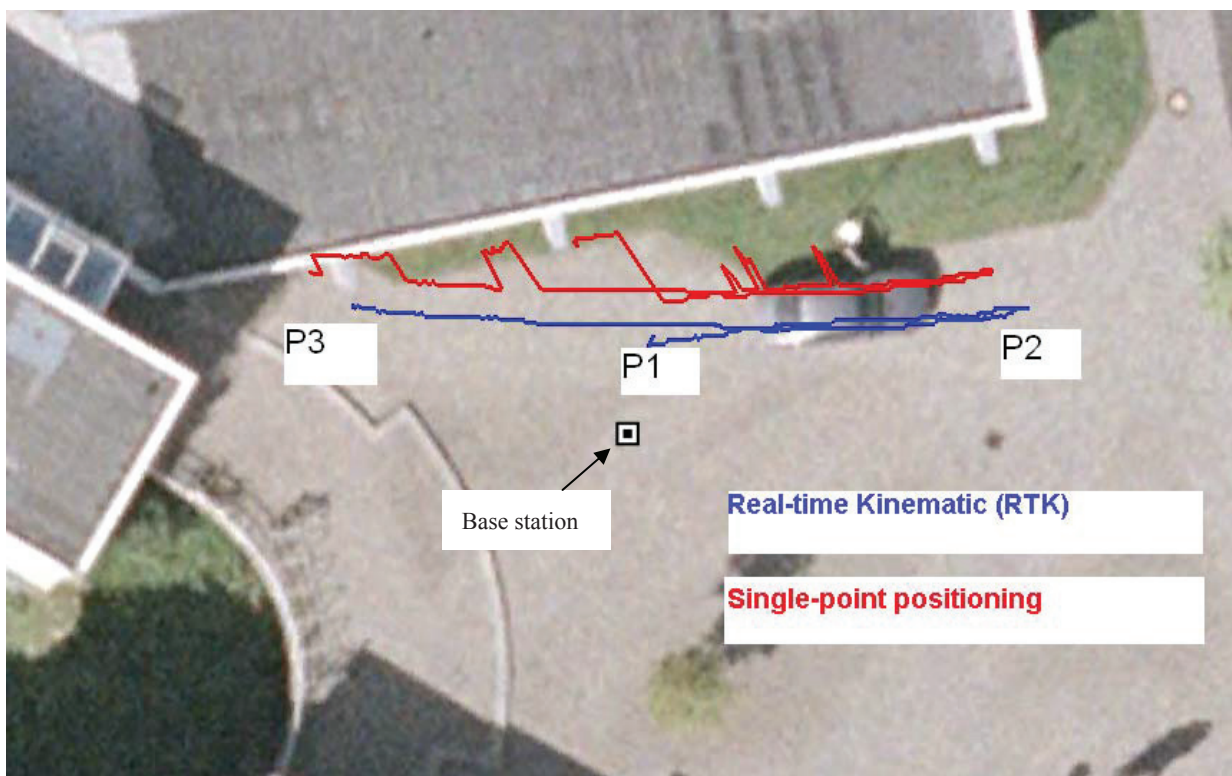 P3
P1
P2
Base station
Real-time Kinematic (RTK)
Single-point positioning